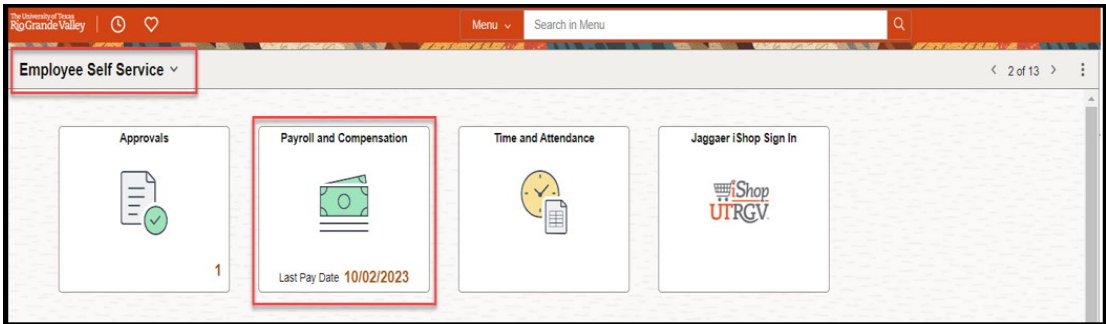 The University of Texas
Rio Grande Valley
Menu
Search in Menu
Employee Self Service
2 of 13
Approvals
1
Payroll and Compensation
Last Pay Date 10/02/2023
Time and Attendance
Jaggaer iShop Sign In
iShop
UTRGV